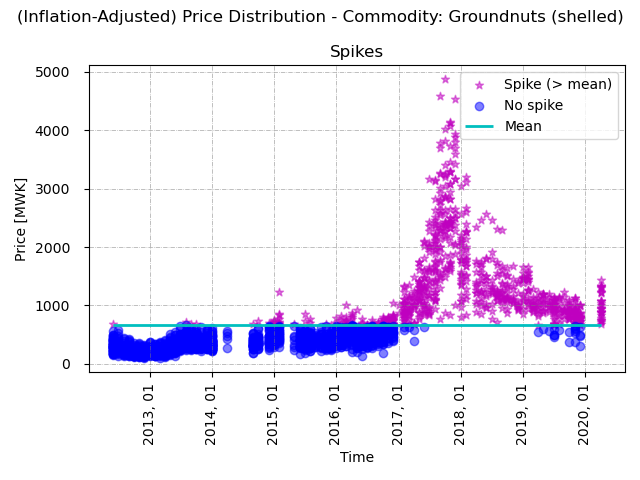 (Inflation-Adjusted) Price Distribution - Commodity: Groundnuts (shelled)
Spikes
Spike (> mean)
No spike
Mean
Price [MWK]
5000
4000
3000
2000
1000
0
2013, 01
2014, 01
2015, 01
2016, 01
2017, 01
2018, 01
2019, 01
2020, 01
Time